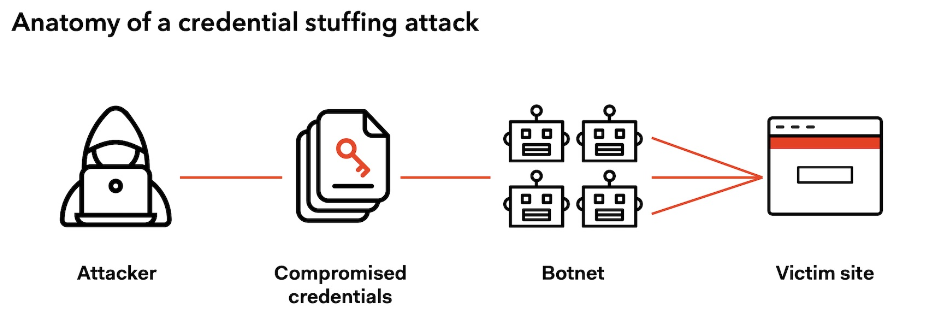 Anatomy of a credential stuffing attack
Attacker
Compromised
credentials
Botnet
Victim site